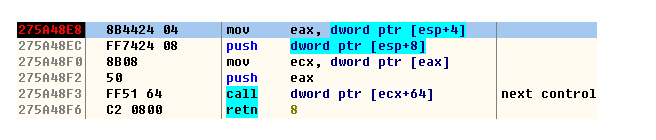 275A48E8 8B4424 04 mov eax, dword ptr [esp+4]
275A48EC FF7424 08 push dword ptr [esp+8]
275A48F0 8B08 mov ecx, dword ptr [eax]
275A48F2 50 push eax
275A48F3 FF51 64 call dword ptr [ecx+64] next control
275A48F6 C2 0800 retn 8